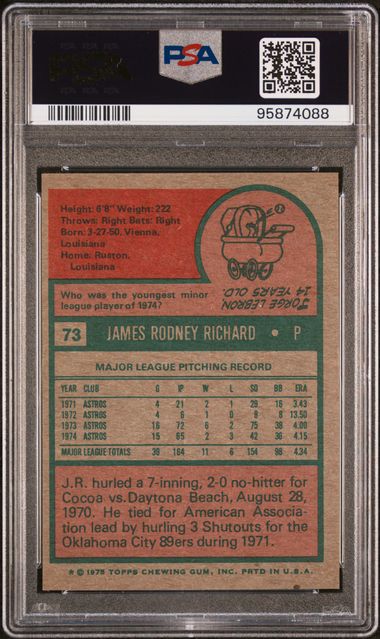 PSA
95874088
Height: 6'8" Weight: 222
Throws: Right Bats: Right
Born: 3-27-50, Vienna,
Louisiana
Home: Ruston,
Louisiana
Who was the youngest minor
league player of 1974?
JORGE LEBRON
14 YEARS OLD
73 JAMES RODNEY RICHARD • P
MAJOR LEAGUE PITCHING RECORD
YEAR CLUB G IP W L SO BB ERA
1971 ASTROS 4 21 2 1 29 16 3.43
1972 ASTROS 4 6 1 0 8 8 13.50
1973 ASTROS 16 72 6 2 75 38 4.00
1974 ASTROS 15 65 2 3 42 36 4.15
MAJOR LEAGUE TOTALS 39 164 11 6 154 98 4.34
J.R. hurled a 7-inning, 2-0 no-hitter for
Cocoa vs. Daytona Beach, August 28,
1970. He tied for American Associa-
tion lead by hurling 3 Shutouts for the
Oklahoma City 89ers during 1971.
* © 1975 TOPPS CHEWING GUM, INC. PRTD IN U.S.A.